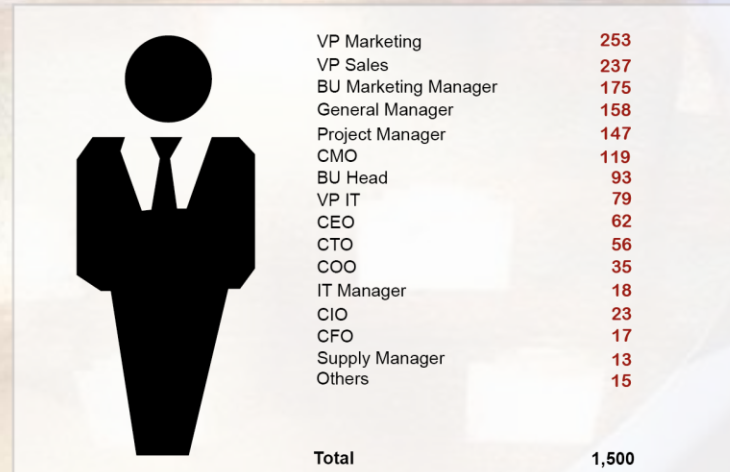 VP Marketing 253
VP Sales 237
BU Marketing Manager 175
General Manager 158
Project Manager 147
CMO 119
BU Head 93
VP IT 79
CEO 62
CTO 56
COO 35
IT Manager 18
CIO 23
CFO 17
Supply Manager 13
Others 15
Total 1,500